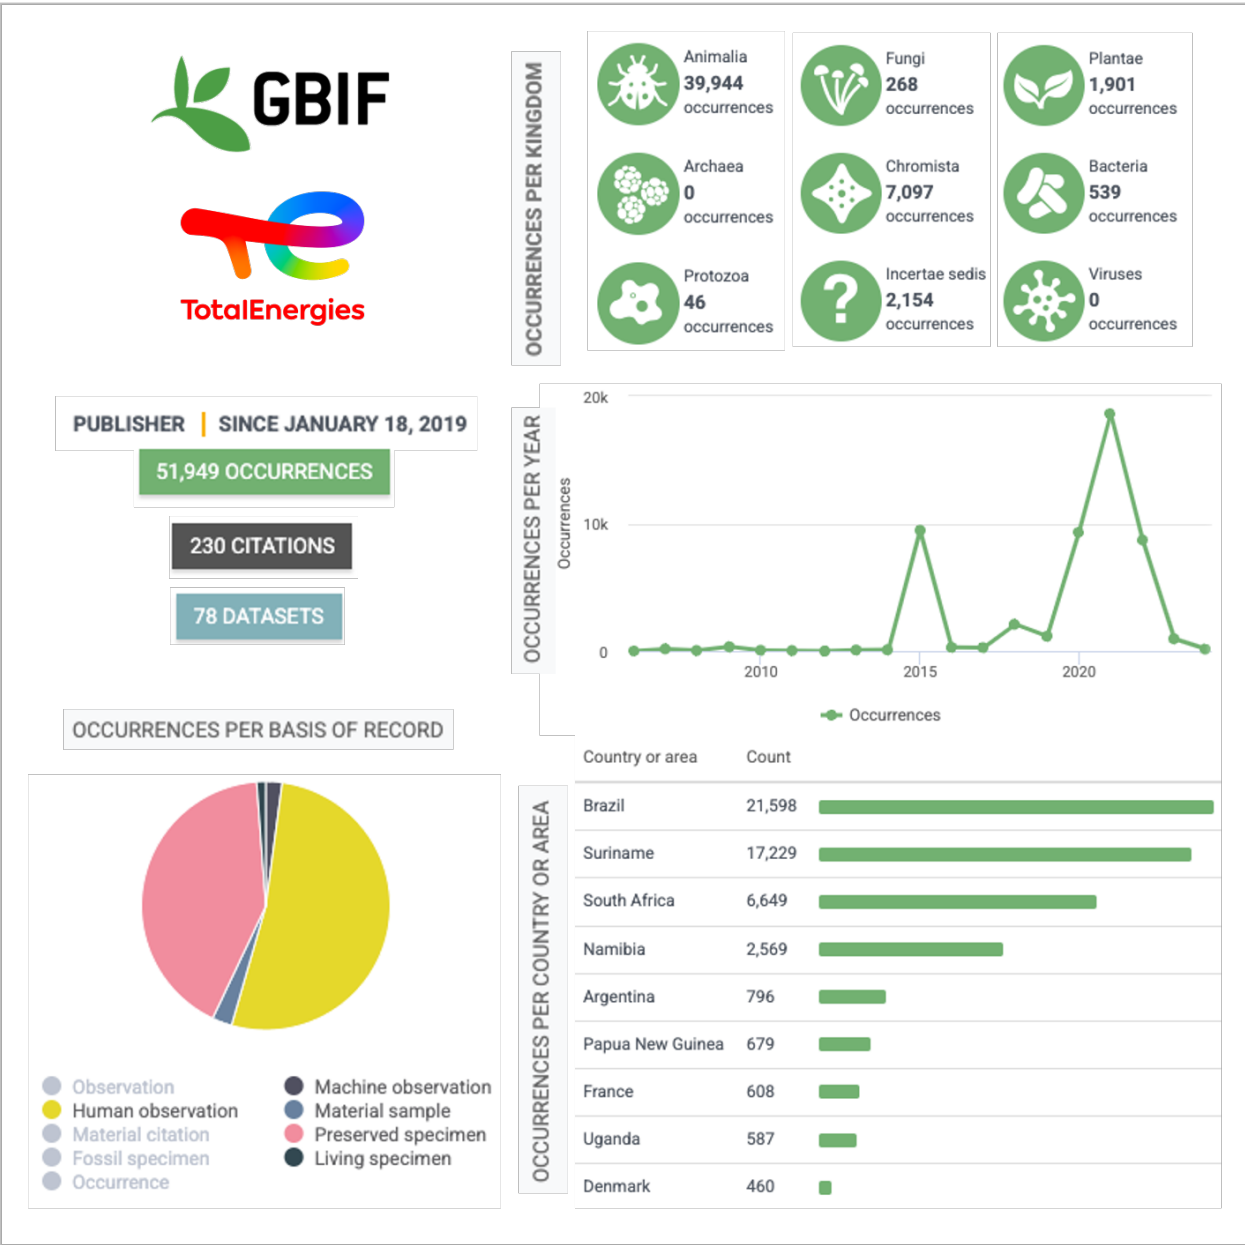 GBIF
TotalEnergies
PUBLISHER | SINCE JANUARY 18, 2019
51,949 OCCURRENCES
230 CITATIONS
78 DATASETS
OCCURRENCES PER KINGDOM
Animalia
39,944
occurrences
Fungi
268
occurrences
Plantae
1,901
occurrences
Archaea
0
occurrences
Chromista
7,097
occurrences
Bacteria
539
occurrences
Protozoa
46
occurrences
Incertae sedis
2,154
occurrences
Viruses
0
occurrences
OCCURRENCES PER YEAR
Occurrences
20k
10k
0
2010 2015 2020
Occurrences
OCCURRENCES PER BASIS OF RECORD
Observation
Human observation
Material citation
Fossil specimen
Occurrence
Machine observation
Material sample
Preserved specimen
Living specimen
OCCURRENCES PER COUNTRY OR AREA
Country or area Count
Brazil 21,598
Suriname 17,229
South Africa 6,649
Namibia 2,569
Argentina 796
Papua New Guinea 679
France 608
Uganda 587
Denmark 460